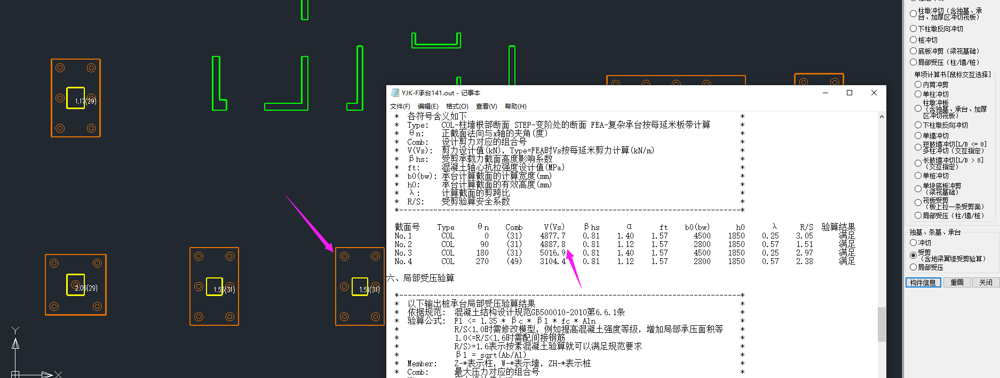 1.17(29)
2.06(29)
1.56(31)
1.51(31)
Y
X
YJK-F承台141.out - 记事本
文件(F) 编辑(E) 格式(O) 查看(V) 帮助(H)
* 各符号含义如下 *
* Type: COL-柱墙根部断面 STEP-变阶处的断面 FEA-复杂承台按每延米板带计算 *
* θn: 正截面法向与x轴的夹角(度) *
* Comb: 设计剪力对应的组合号 *
* V(Vs): 剪力设计值(kN), Type=FEA时Vs按每延米剪力计算(kN/m) *
* βhs: 受剪承载力截面高度影响系数 *
* ft: 混凝土轴心抗拉强度设计值(MPa) *
* b0(bw): 承台计算截面的计算宽度(mm) *
* h0: 承台计算截面的有效高度(mm) *
* λ: 计算截面的剪跨比 *
* R/S: 受剪验算安全系数 *
*--------------------------------------------------------------------------------*
截面号 Type θn Comb V(Vs) βhs α ft b0(bw) h0 λ R/S 验算结果
No.1 COL 0 (31) 4877.7 0.81 1.40 1.57 4500 1850 0.25 3.05 满足
No.2 COL 90 (31) 4887.8 0.81 1.12 1.57 2800 1850 0.57 1.51 满足
No.3 COL 180 (31) 5016.9 0.81 1.40 1.57 4500 1850 0.25 2.97 满足
No.4 COL 270 (49) 3104.4 0.81 1.12 1.57 2800 1850 0.57 2.38 满足
六、局部受压验算
*--------------------------------------------------------------------------------*
* 以下输出桩承台局部受压验算结果 *
* 依据规范: 混凝土结构设计规范GB500010-2010第6.6.1条 *
* 验算公式: Fl <= 1.35 * βc * βl * fc * Aln *
* R/S<1.0时需修改模型, 例如提高混凝土强度等级, 增加局部承压面积等 *
* 1.0<=R/S<1.6时需配间接钢筋 *
* R/S>=1.6表示按素混凝土验算就可以满足规范要求 *
* βl = sqrt(Ab/Al) *
* Member: Z-*表示柱, W-*表示墙, ZH-*表示桩 *
* Comb: 最大压力对应的组合号 *
柱墩冲切(含独基、承
台、加厚区冲切筏板)
下柱墩反向冲切
桩冲切
底板冲剪(梁筏基础)
局部受压(柱/墙/桩)
单项计算书[鼠标交互选择]
内筒冲剪
单柱冲切
柱墩冲板
(含独基、承台、加厚
区冲切筏板)
下柱墩反向冲切
单墙冲切
短肢墙冲切[L/B <= 8]
多柱冲切(交互指定)
长肢墙冲切[L/B > 8]
(交互指定)
单桩冲切
单块底板冲剪
(梁筏基础)
筏板受剪
(板上拉一条受剪面)
局部受压(柱/墙/桩)
独基、条基、承台
冲切
受剪
(含地梁翼缘受剪验算)
局部受压
构件信息 重画 关闭